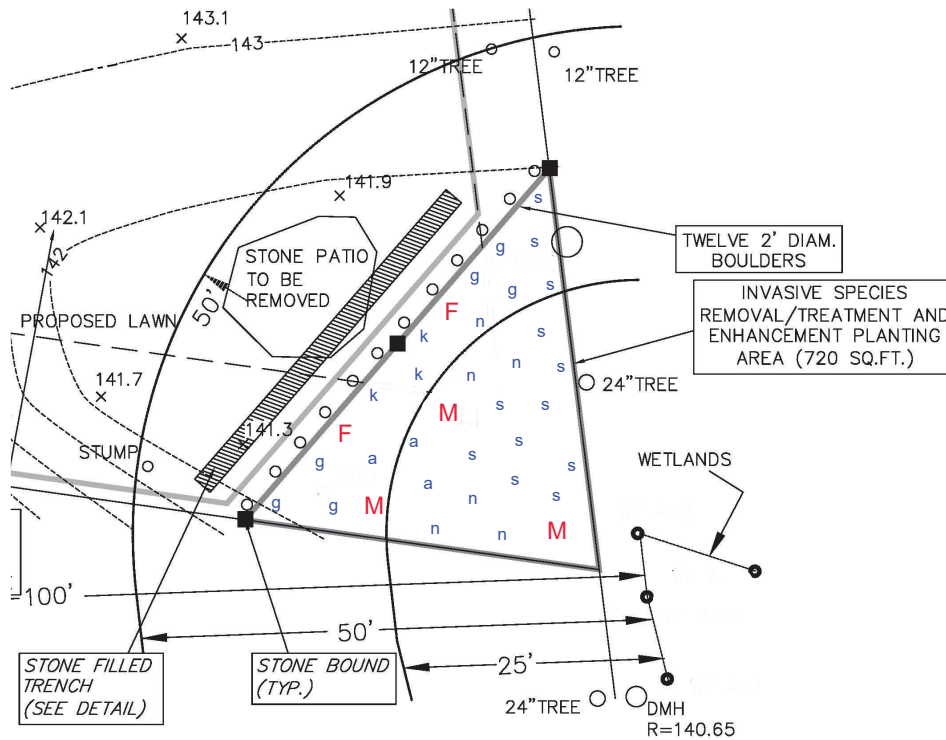 143.1
143
12"TREE
12"TREE
141.9
142.1
142
STONE PATIO
TO BE
REMOVED
50'
PROPOSED LAWN
TWELVE 2' DIAM.
BOULDERS
INVASIVE SPECIES
REMOVAL/TREATMENT AND
ENHANCEMENT PLANTING
AREA (720 SQ.FT.)
s
g s
g g s
F n s
k
k n n s
k M s s
F a s s
g a s s
g g M a n s s
n n M
24"TREE
141.7
141.3
STUMP
WETLANDS
=100'
50'
25'
STONE FILLED
TRENCH
(SEE DETAIL)
STONE BOUND
(TYP.)
24"TREE
DMH
R=140.65